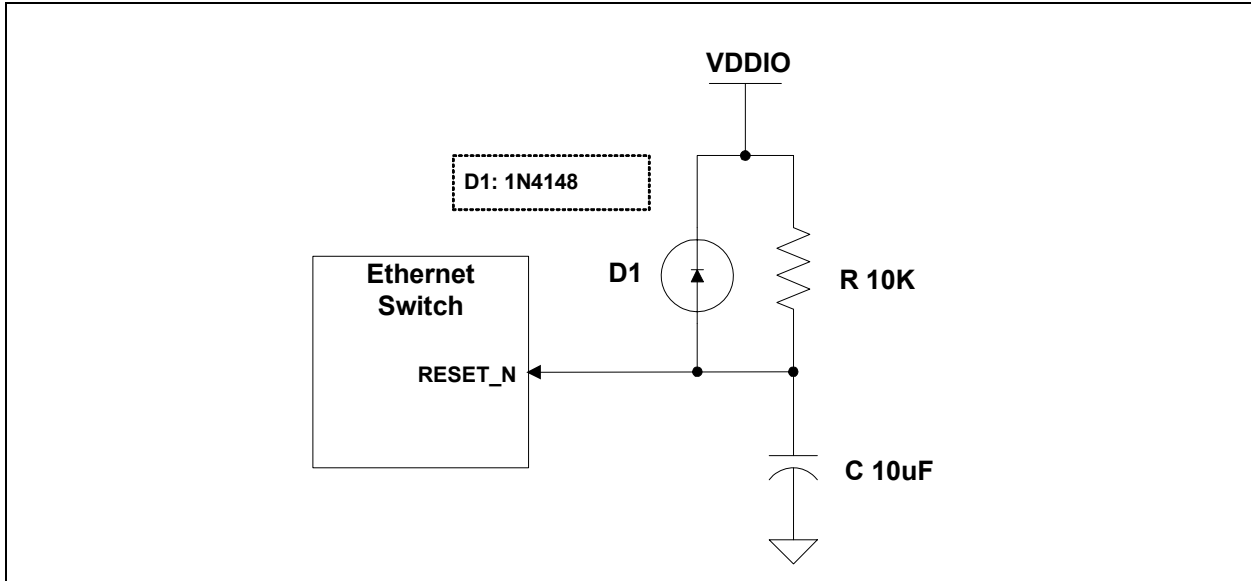 VDDIO
D1: 1N4148
D1
R 10K
Ethernet
Switch
RESET_N
C 10uF